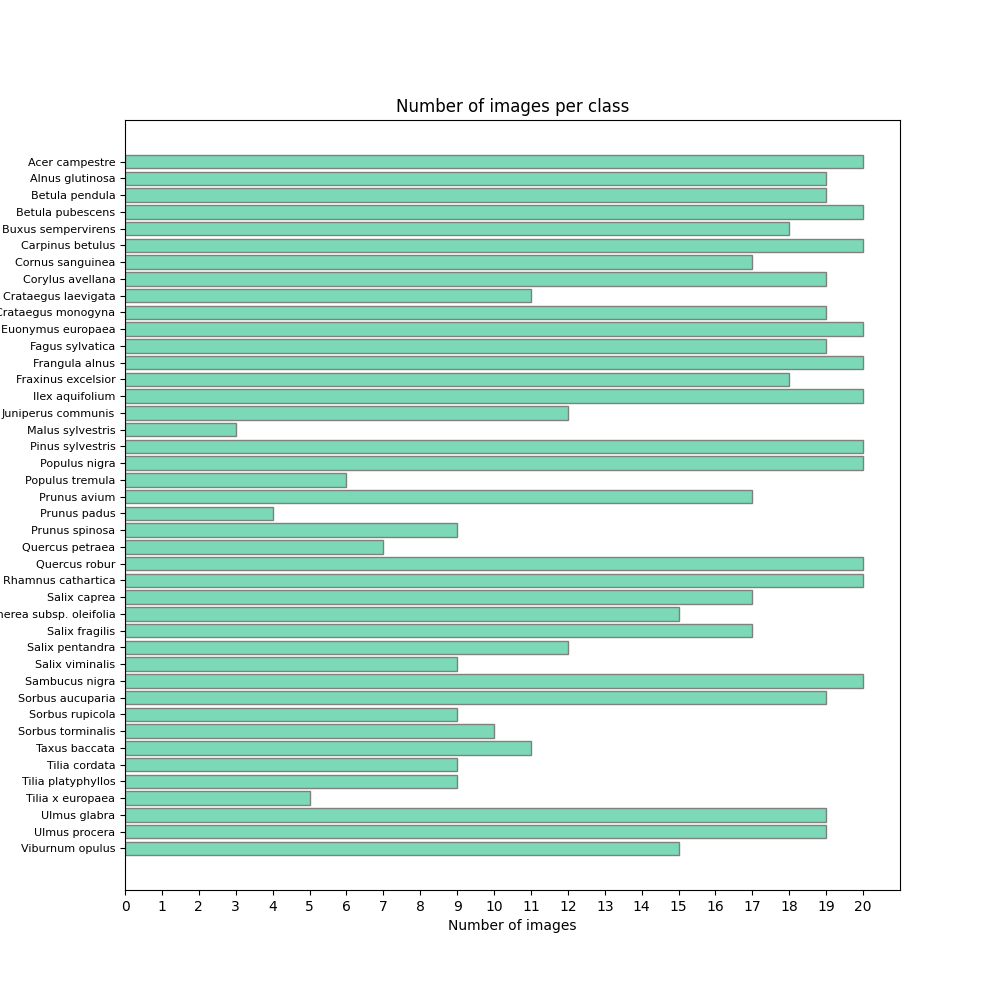 Number of images per class
Acer campestre
Alnus glutinosa
Betula pendula
Betula pubescens
Buxus sempervirens
Carpinus betulus
Cornus sanguinea
Corylus avellana
Crataegus laevigata
Crataegus monogyna
Euonymus europaea
Fagus sylvatica
Frangula alnus
Fraxinus excelsior
Ilex aquifolium
Juniperus communis
Malus sylvestris
Pinus sylvestris
Populus nigra
Populus tremula
Prunus avium
Prunus padus
Prunus spinosa
Quercus petraea
Quercus robur
Rhamnus cathartica
Salix caprea
nerea subsp. oleifolia
Salix fragilis
Salix pentandra
Salix viminalis
Sambucus nigra
Sorbus aucuparia
Sorbus rupicola
Sorbus torminalis
Taxus baccata
Tilia cordata
Tilia platyphyllos
Tilia x europaea
Ulmus glabra
Ulmus procera
Viburnum opulus
0 1 2 3 4 5 6 7 8 9 10 11 12 13 14 15 16 17 18 19 20
Number of images